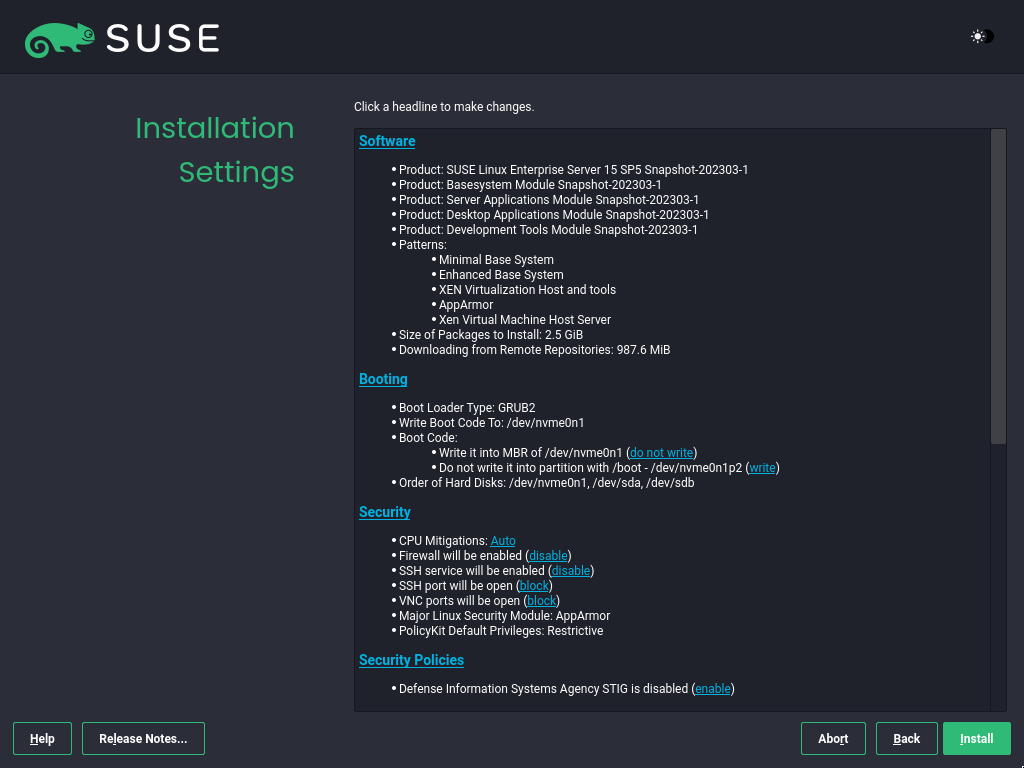 SUSE
Installation
Settings
Click a headline to make changes.
Software
• Product: SUSE Linux Enterprise Server 15 SP5 Snapshot-202303-1
• Product: Basesystem Module Snapshot-202303-1
• Product: Server Applications Module Snapshot-202303-1
• Product: Desktop Applications Module Snapshot-202303-1
• Product: Development Tools Module Snapshot-202303-1
• Patterns:
• Minimal Base System
• Enhanced Base System
• XEN Virtualization Host and tools
• AppArmor
• Xen Virtual Machine Host Server
• Size of Packages to Install: 2.5 GiB
• Downloading from Remote Repositories: 987.6 MiB
Booting
• Boot Loader Type: GRUB2
• Write Boot Code To: /dev/nvme0n1
• Boot Code:
• Write it into MBR of /dev/nvme0n1 (do not write)
• Do not write it into partition with /boot - /dev/nvme0n1p2 (write)
• Order of Hard Disks: /dev/nvme0n1, /dev/sda, /dev/sdb
Security
• CPU Mitigations: Auto
• Firewall will be enabled (disable)
• SSH service will be enabled (disable)
• SSH port will be open (block)
• VNC ports will be open (block)
• Major Linux Security Module: AppArmor
• PolicyKit Default Privileges: Restrictive
Security Policies
• Defense Information Systems Agency STIG is disabled (enable)
Help
Release Notes...
Abort
Back
Install